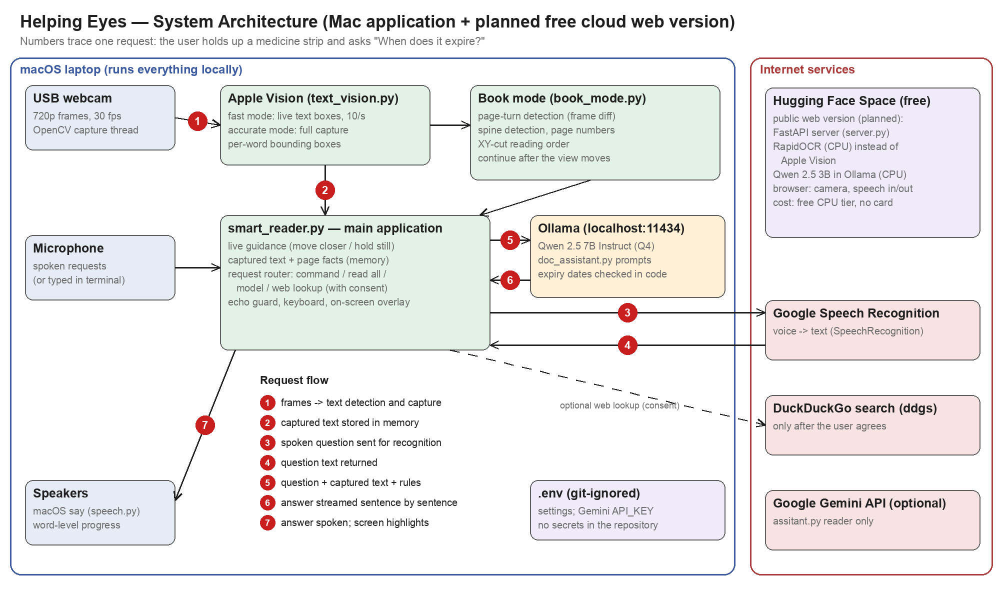 Helping Eyes — System Architecture (Mac application + planned free cloud web version)
Numbers trace one request: the user holds up a medicine strip and asks "When does it expire?"
macOS laptop (runs everything locally)
USB webcam
720p frames, 30 fps
OpenCV capture thread
1
Apple Vision (text_vision.py)
fast mode: live text boxes, 10/s
accurate mode: full capture
per-word bounding boxes
Book mode (book_mode.py)
page-turn detection (frame diff)
spine detection, page numbers
XY-cut reading order
continue after the view moves
2
Microphone
spoken requests
(or typed in terminal)
smart_reader.py — main application
live guidance (move closer / hold still)
captured text + page facts (memory)
request router: command / read all /
model / web lookup (with consent)
echo guard, keyboard, on-screen overlay
5
6
Ollama (localhost:11434)
Qwen 2.5 7B Instruct (Q4)
doc_assistant.py prompts
expiry dates checked in code
3
4
optional web lookup (consent)
7
Request flow
1 frames -> text detection and capture
2 captured text stored in memory
3 spoken question sent for recognition
4 question text returned
5 question + captured text + rules
6 answer streamed sentence by sentence
7 answer spoken; screen highlights
Speakers
macOS say (speech.py)
word-level progress
.env (git-ignored)
settings; Gemini API_KEY
no secrets in the repository
Internet services
Hugging Face Space (free)
public web version (planned):
FastAPI server (server.py)
RapidOCR (CPU) instead of
Apple Vision
Qwen 2.5 3B in Ollama (CPU)
browser: camera, speech in/out
cost: free CPU tier, no card
Google Speech Recognition
voice -> text (SpeechRecognition)
DuckDuckGo search (ddgs)
only after the user agrees
Google Gemini API (optional)
assitant.py reader only